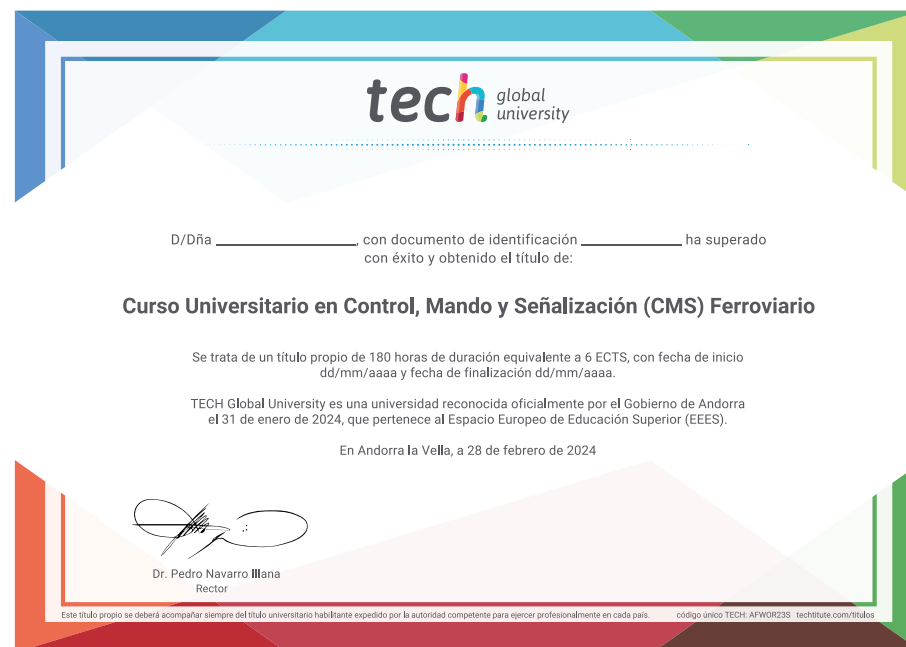 tech global university
D/Dña ____________________, con documento de identificación ______________ ha superado
con éxito y obtenido el título de:
Curso Universitario en Control, Mando y Señalización (CMS) Ferroviario
Se trata de un título propio de 180 horas de duración equivalente a 6 ECTS, con fecha de inicio
dd/mm/aaaa y fecha de finalización dd/mm/aaaa.
TECH Global University es una universidad reconocida oficialmente por el Gobierno de Andorra
el 31 de enero de 2024, que pertenece al Espacio Europeo de Educación Superior (EEES).
En Andorra la Vella, a 28 de febrero de 2024
Dr. Pedro Navarro Illana
Rector
Este título propio se deberá acompañar siempre del título universitario habilitante expedido por la autoridad competente para ejercer profesionalmente en cada país. código único TECH: AFWOR23S techtitute.com/titulos